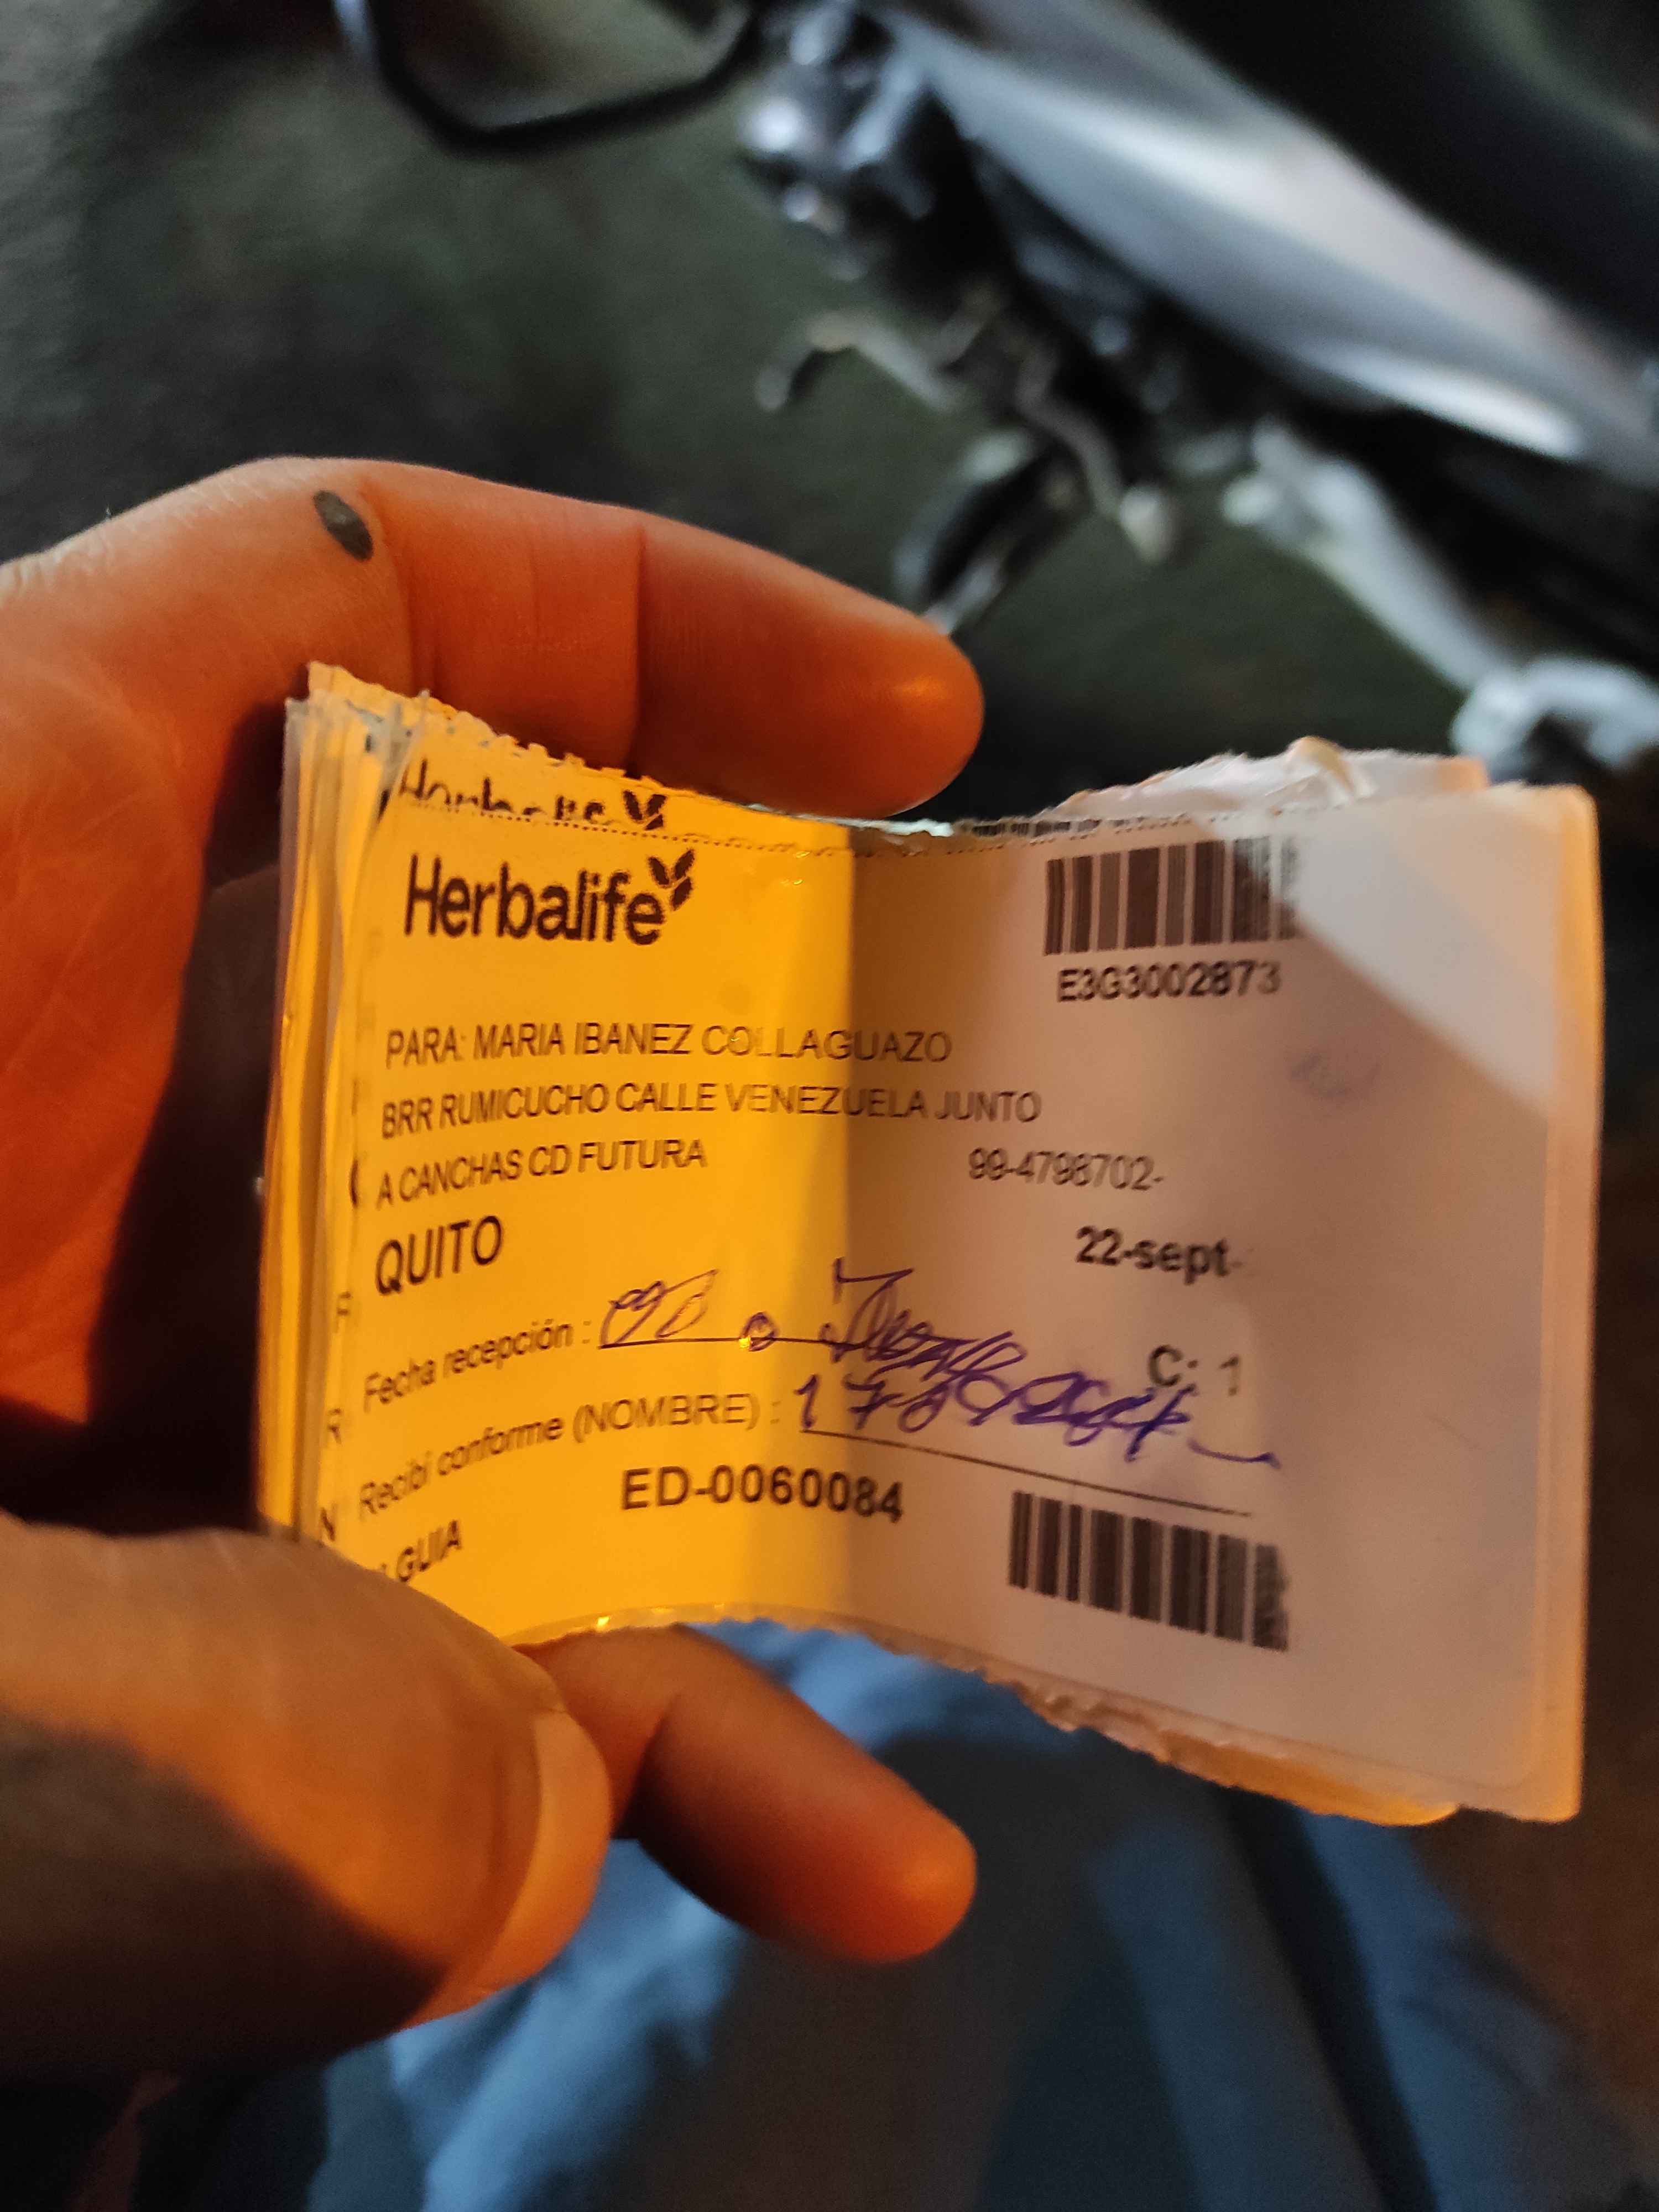 Herbalife
Herbalife
E3G3002873
PARA: MARIA IBANEZ COLLAGUAZO
BRR RUMICUCHO CALLE VENEZUELA JUNTO
A CANCHAS CD FUTURA
99-4798702-
QUITO
22-sept-
Fecha recepción :
C: 1
Recibí conforme (NOMBRE) :
ED-0060084
GUIA